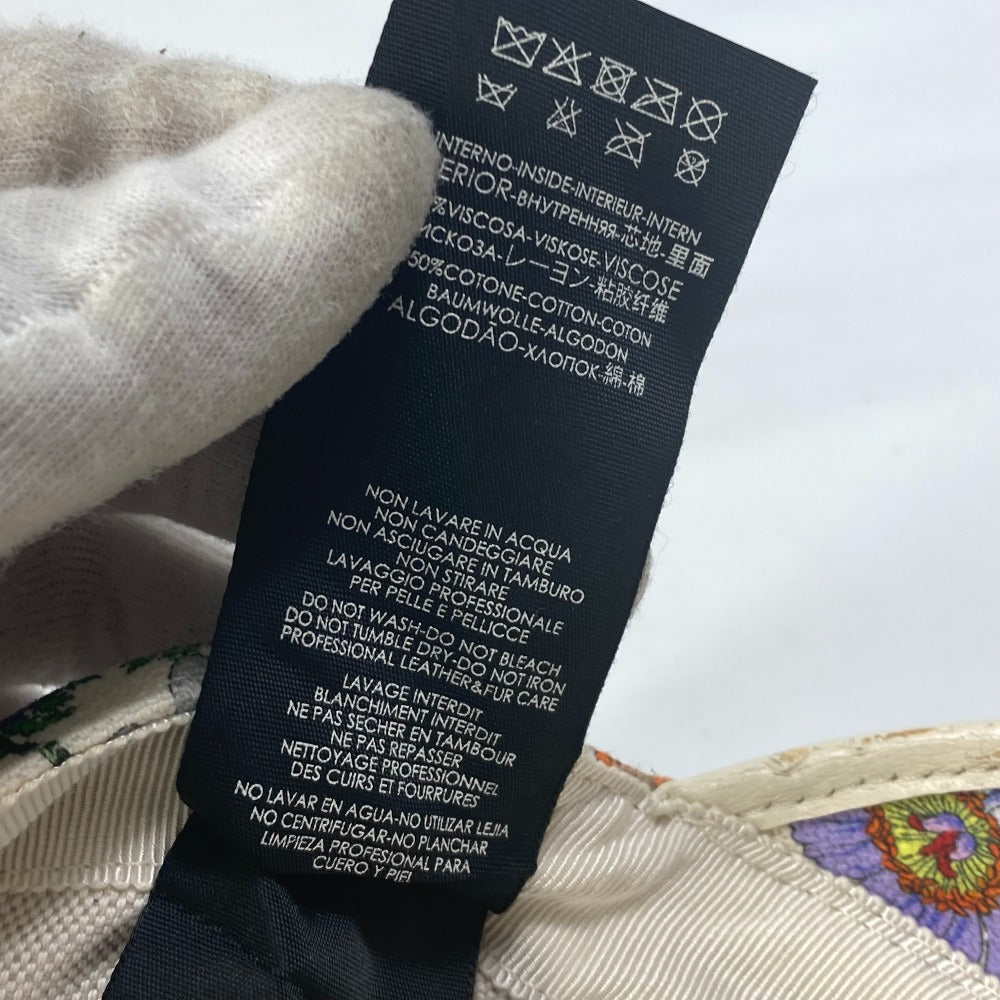 INTERNO-INSIDE-INTERIEUR-INTERN
ERIOR-ВНУТРЕННЯЯ-芯地-里面
%VISCOSA-VISKOSE-VISCOSE
ИСКОЗА-レーヨン-粘胶纤维
50%COTONE-COTTON-COTON
BAUMWOLLE-ALGODON
ALGODÃO-ХЛОПОК-綿-棉
NON LAVARE IN ACQUA
NON CANDEGGIARE
NON ASCIUGARE IN TAMBURO
NON STIRARE
LAVAGGIO PROFESSIONALE
PER PELLE E PELLICCE
DO NOT WASH-DO NOT BLEACH
DO NOT TUMBLE DRY-DO NOT IRON
PROFESSIONAL LEATHER&FUR CARE
LAVAGE INTERDIT
BLANCHIMENT INTERDIT
NE PAS SECHER EN TAMBOUR
NE PAS REPASSER
NETTOYAGE PROFESSIONNEL
DES CUIRS ET FOURRURES
NO LAVAR EN AGUA-NO UTILIZAR LEJIA
NO CENTRIFUGAR-NO PLANCHAR
LIMPIEZA PROFESIONAL PARA
CUERO Y PIEL